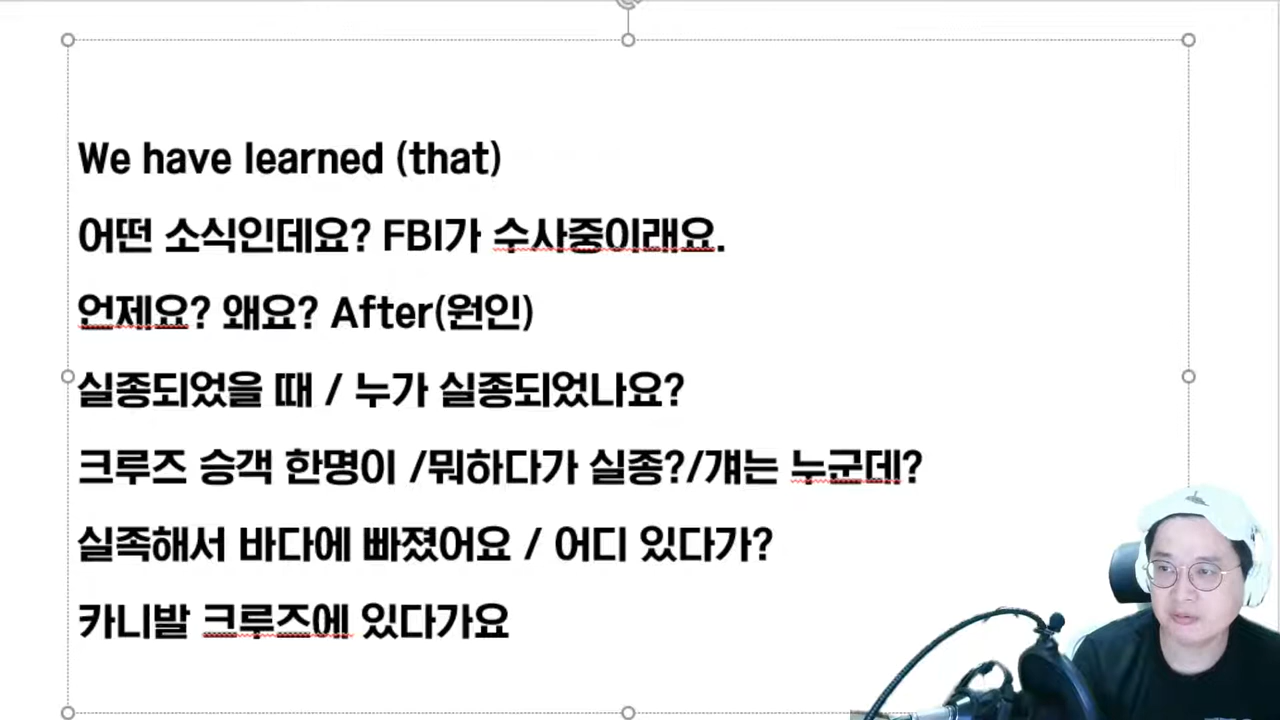 We have learned (that)
어떤 소식인데요? FBI가 수사중이래요.
언제요? 왜요? After(원인)
실종되었을 때 / 누가 실종되었나요?
크루즈 승객 한명이 /뭐하다가 실종?/걔는 누군데?
실족해서 바다에 빠졌어요 / 어디 있다가?
카니발 크루즈에 있다가요